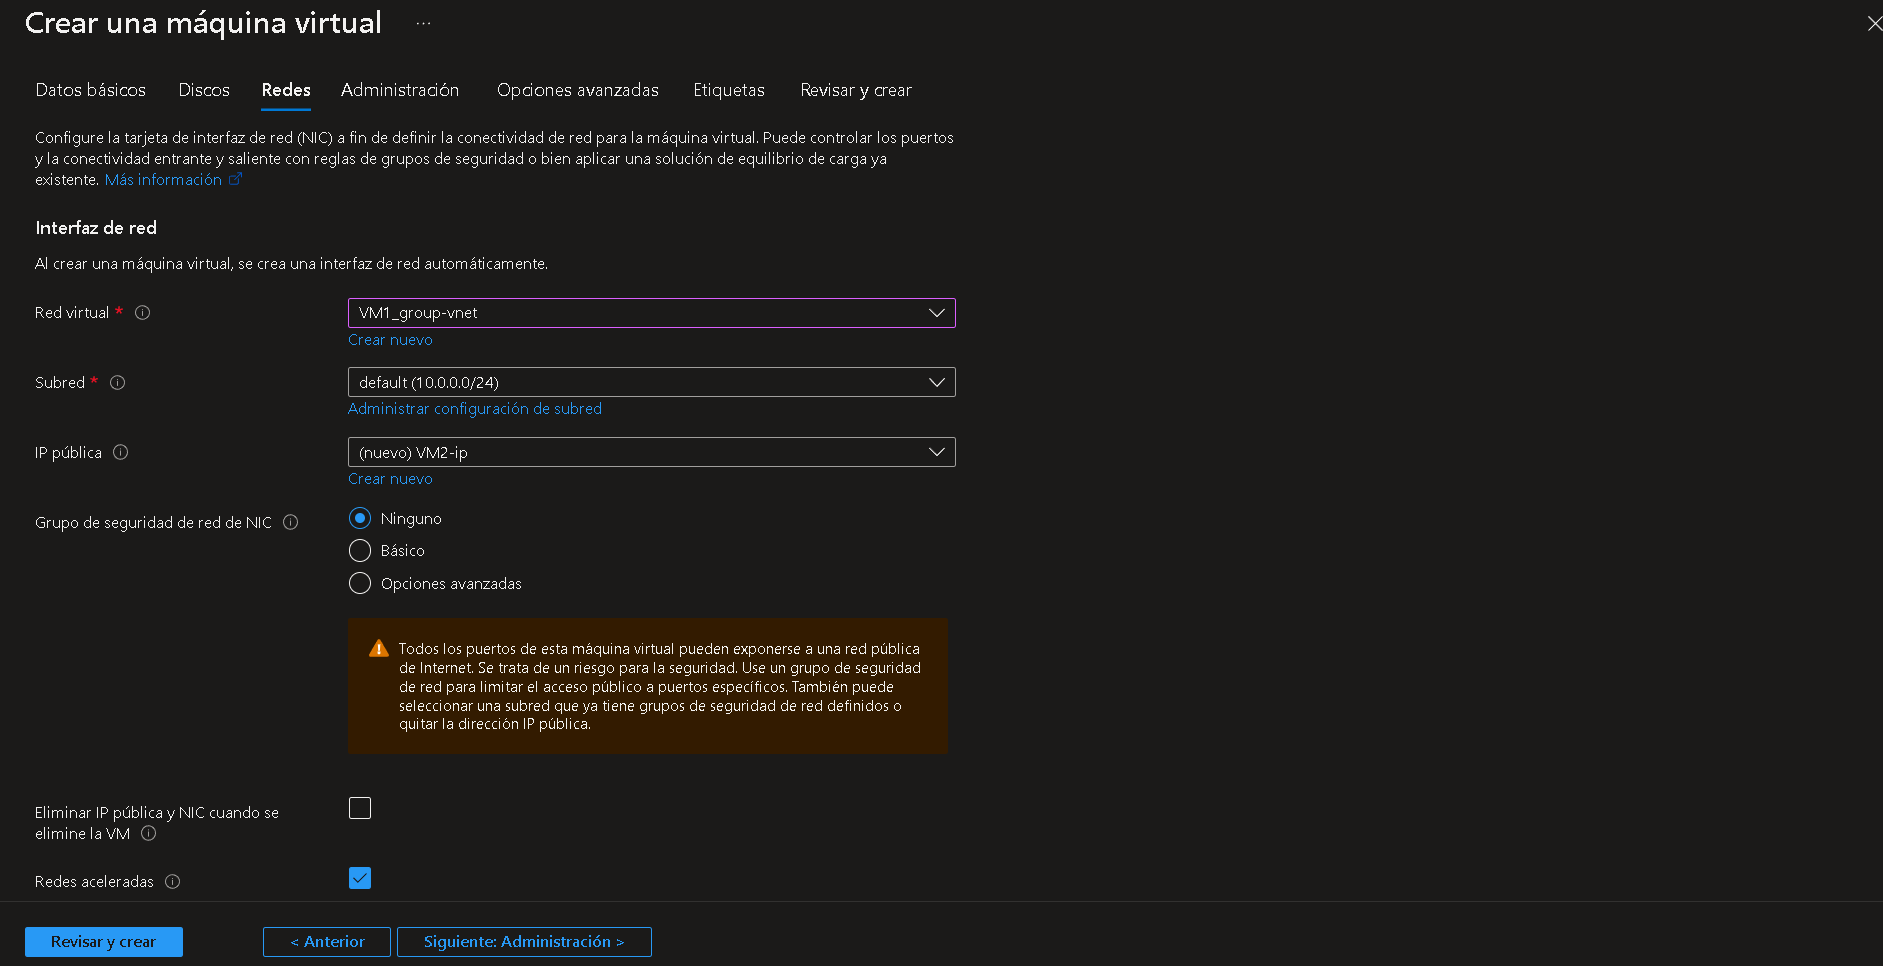 Crear una máquina virtual ...
Datos básicos Discos Redes Administración Opciones avanzadas Etiquetas Revisar y crear
Configure la tarjeta de interfaz de red (NIC) a fin de definir la conectividad de red para la máquina virtual. Puede controlar los puertos
y la conectividad entrante y saliente con reglas de grupos de seguridad o bien aplicar una solución de equilibrio de carga ya
existente. Más información
Interfaz de red
Al crear una máquina virtual, se crea una interfaz de red automáticamente.
Red virtual * VM1_group-vnet
Crear nuevo
Subred * default (10.0.0.0/24)
Administrar configuración de subred
IP pública (nuevo) VM2-ip
Crear nuevo
Grupo de seguridad de red de NIC Ninguno
Básico
Opciones avanzadas
Todos los puertos de esta máquina virtual pueden exponerse a una red pública
de Internet. Se trata de un riesgo para la seguridad. Use un grupo de seguridad
de red para limitar el acceso público a puertos específicos. También puede
seleccionar una subred que ya tiene grupos de seguridad de red definidos o
quitar la dirección IP pública.
Eliminar IP pública y NIC cuando se
elimine la VM
Redes aceleradas
Revisar y crear < Anterior Siguiente: Administración >